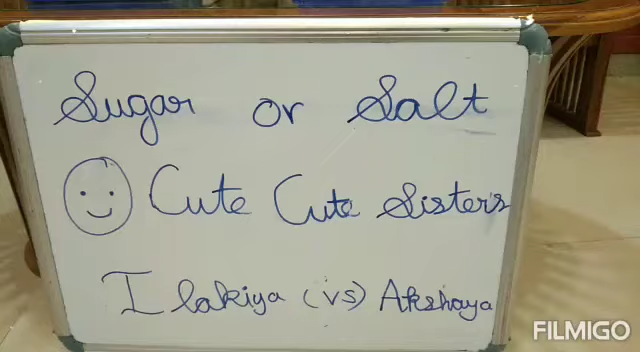 Sugar or Salt
Cute Cute Sisters
Ilakiya (vs) Akshaya
FILMIGO